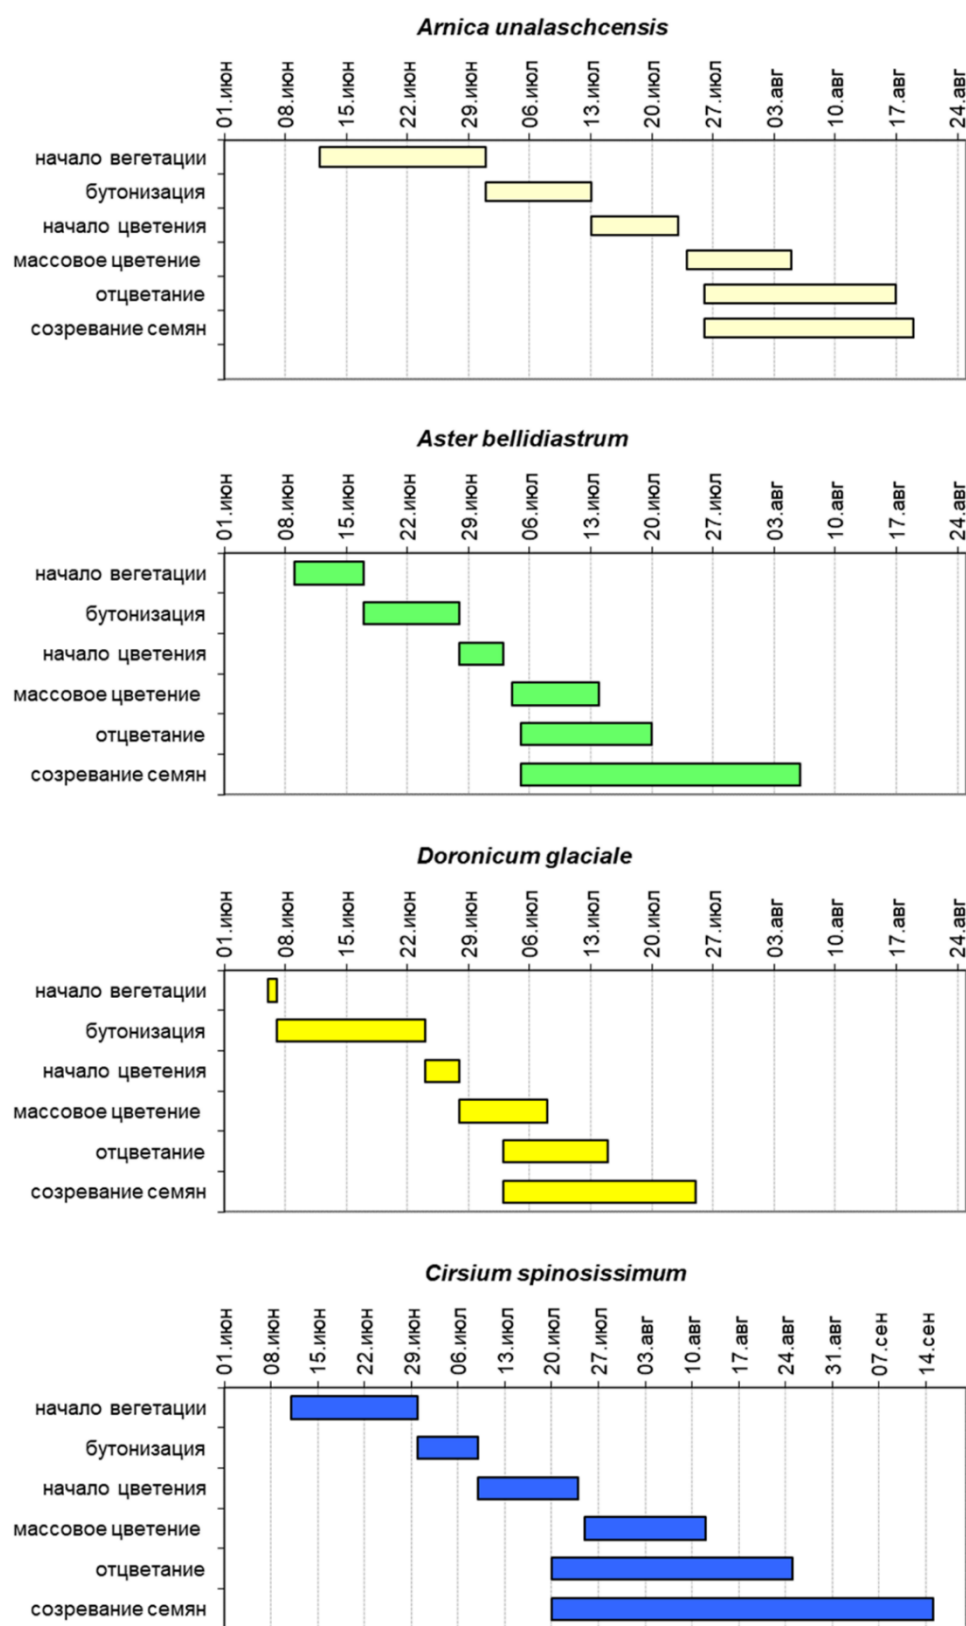 Arnica unalaschcensis
01.июн 08.июн 15.июн 22.июн 29.июн 06.июл 13.июл 20.июл 27.июл 03.авг 10.авг 17.авг 24.авг
начало вегетации
бутонизация
начало цветения
массовое цветение
отцветание
созревание семян
Aster bellidiastrum
01.июн 08.июн 15.июн 22.июн 29.июн 06.июл 13.июл 20.июл 27.июл 03.авг 10.авг 17.авг 24.авг
начало вегетации
бутонизация
начало цветения
массовое цветение
отцветание
созревание семян
Doronicum glaciale
01.июн 08.июн 15.июн 22.июн 29.июн 06.июл 13.июл 20.июл 27.июл 03.авг 10.авг 17.авг 24.авг
начало вегетации
бутонизация
начало цветения
массовое цветение
отцветание
созревание семян
Cirsium spinosissimum
01.июн 08.июн 15.июн 22.июн 29.июн 06.июл 13.июл 20.июл 27.июл 03.авг 10.авг 17.авг 24.авг 31.авг 07.сен 14.сен
начало вегетации
бутонизация
начало цветения
массовое цветение
отцветание
созревание семян